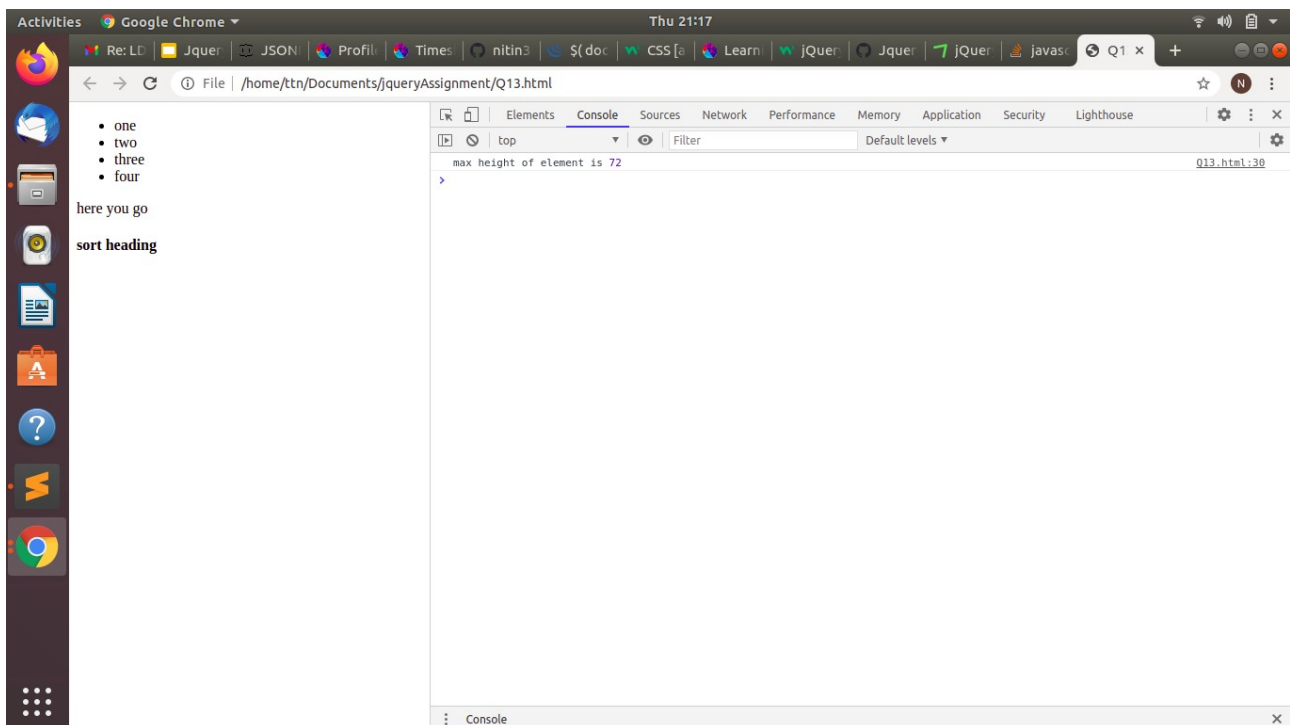 Activities Google Chrome Thu 21:17
Re: LD Jquer JSON Profil Times nitin3 $( doc CSS [a Learn jQuery Jquer jQuer javasc Q1
File /home/ttn/Documents/jqueryAssignment/Q13.html N
Elements Console Sources Network Performance Memory Application Security Lighthouse
top Filter Default levels
max height of element is 72 Q13.html:30
• one
• two
• three
• four
here you go
sort heading
Console